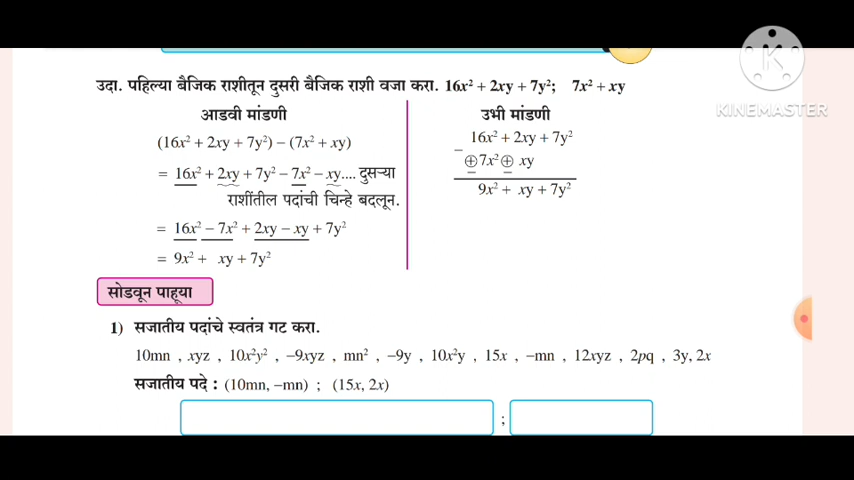 उदा. पहिल्या बैजिक राशीतून दुसरी बैजिक राशी वजा करा. 16x² + 2xy + 7y²; 7x² + xy
आडवी मांडणी
(16x² + 2xy + 7y²) – (7x² + xy)
= 16x² + 2xy + 7y² – 7x² – xy.... दुसऱ्या
राशींतील पदांची चिन्हे बदलून.
= 16x² – 7x² + 2xy – xy + 7y²
= 9x² + xy + 7y²
उभी मांडणी
16x² + 2xy + 7y²
– ⊕7x² ⊕ xy
– –
9x² + xy + 7y²
सोडवून पाहूया
1) सजातीय पदांचे स्वतंत्र गट करा.
10mn , xyz , 10x²y² , –9xyz , mn² , –9y , 10x²y , 15x , –mn , 12xyz , 2pq , 3y, 2x
सजातीय पदे : (10mn, –mn) ; (15x, 2x)
;
K
KINEMASTER